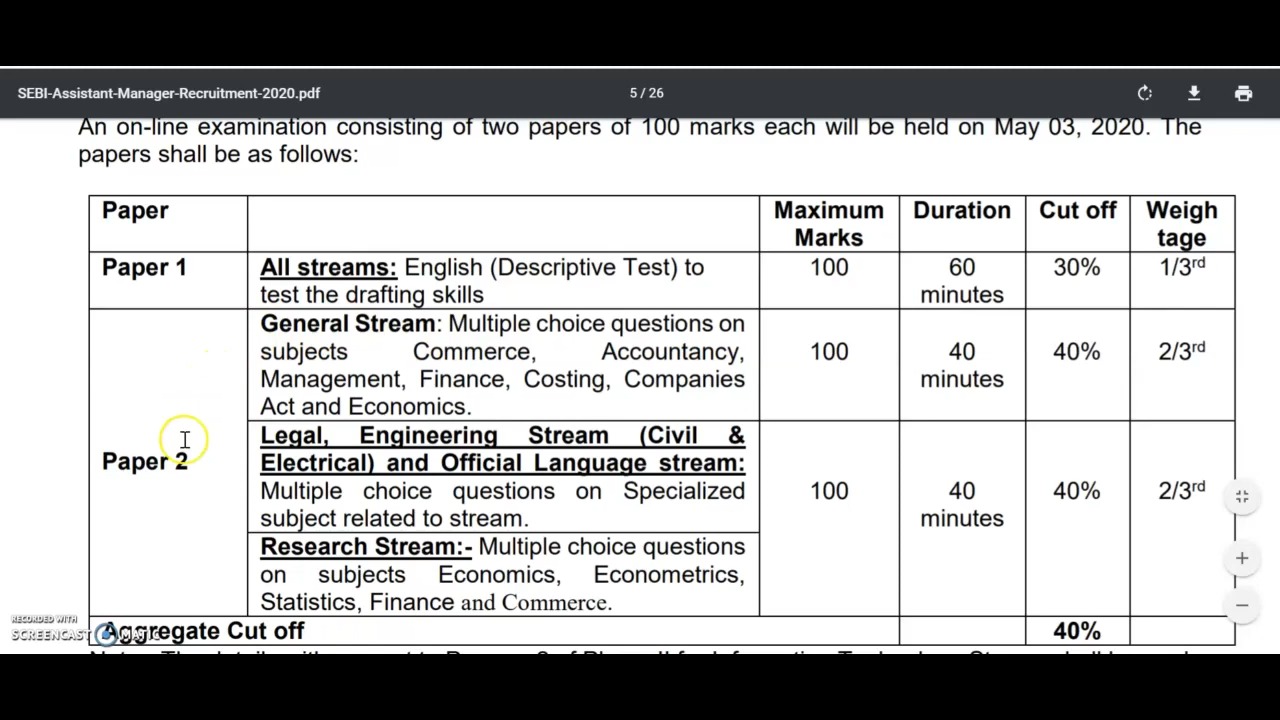 SEBI-Assistant-Manager-Recruitment-2020.pdf 5 / 26
An on-line examination consisting of two papers of 100 marks each will be held on May 03, 2020. The
papers shall be as follows:
Paper Maximum Duration Cut off Weigh
Marks tage
Paper 1 All streams: English (Descriptive Test) to 100 60 30% 1/3rd
test the drafting skills minutes
General Stream: Multiple choice questions on
subjects Commerce, Accountancy, 100 40 40% 2/3rd
Management, Finance, Costing, Companies minutes
Act and Economics.
Legal, Engineering Stream (Civil &
Paper 2 Electrical) and Official Language stream:
Multiple choice questions on Specialized 100 40 40% 2/3rd
subject related to stream. minutes
Research Stream:- Multiple choice questions
on subjects Economics, Econometrics,
Statistics, Finance and Commerce.
RECORDED WITH
SCREENCAST MATIC
Aggregate Cut off 40%